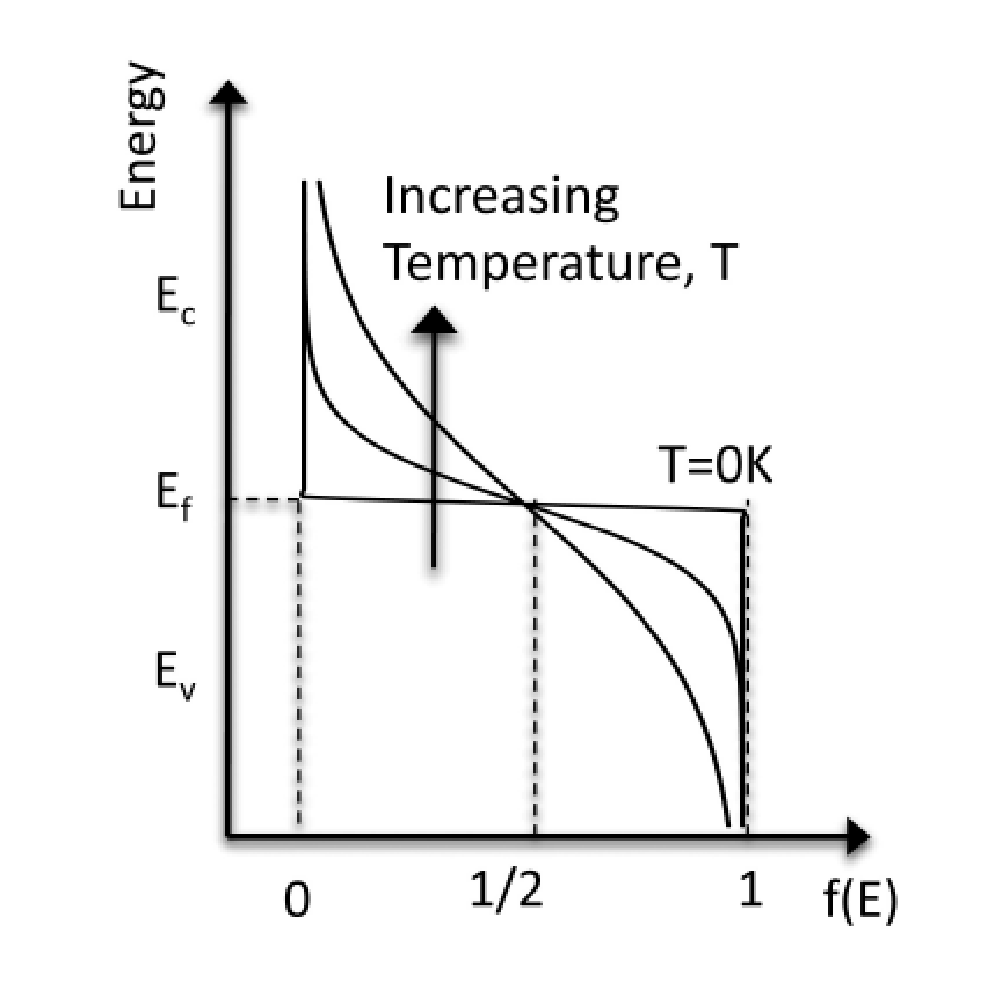 Energy
Increasing
Temperature, T
E_c
T=0K
E_f
E_v
0
1/2
1
f(E)